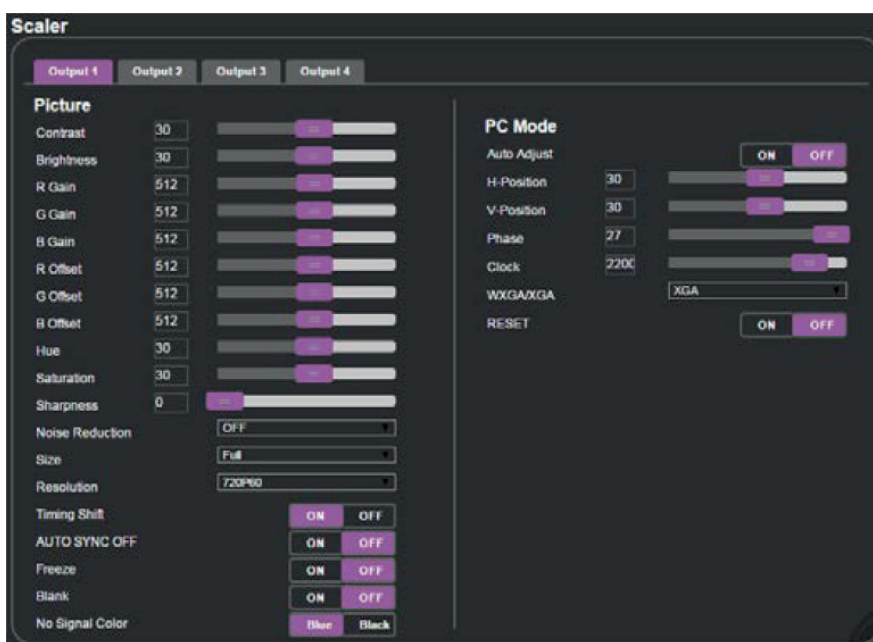 Scaler
Output 1 Output 2 Output 3 Output 4
Picture
Contrast 30
Brightness 30
R Gain 512
G Gain 512
B Gain 512
R Offset 512
G Offset 512
B Offset 512
Hue 30
Saturation 30
Sharpness 0
Noise Reduction OFF
Size Full
Resolution 720P60
Timing Shift ON OFF
AUTO SYNC OFF ON OFF
Freeze ON OFF
Blank ON OFF
No Signal Color Blue Black
PC Mode
Auto Adjust ON OFF
H-Position 30
V-Position 30
Phase 27
Clock 2200
WXGA/XGA XGA
RESET ON OFF